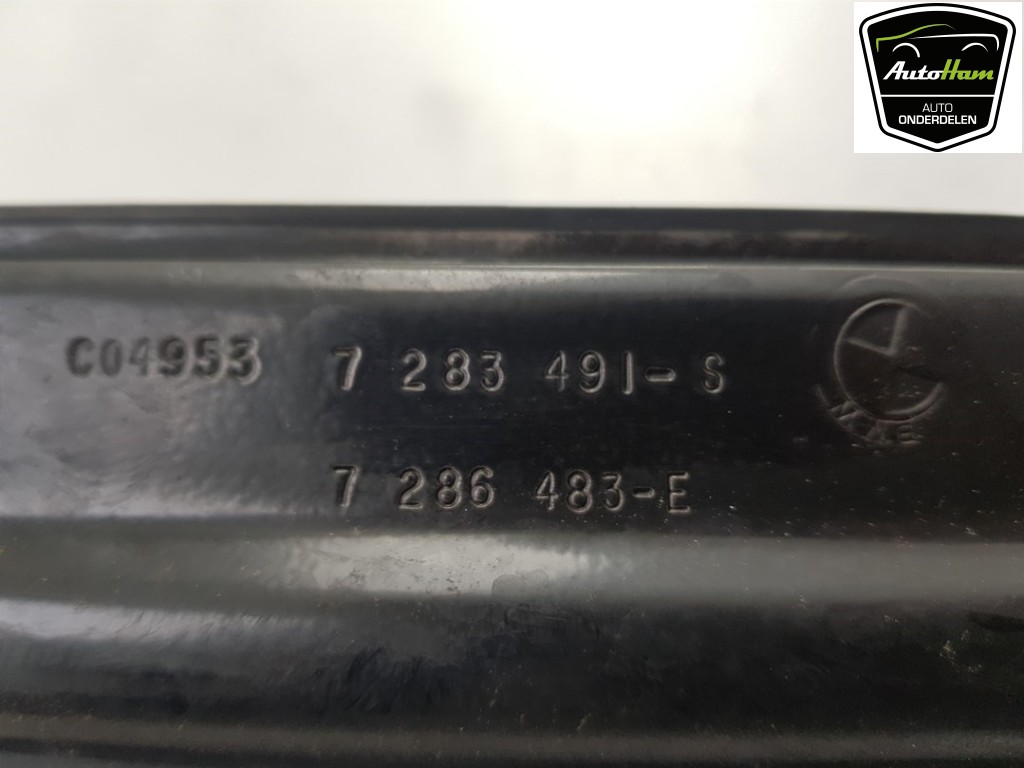 AutoHam
AUTO
ONDERDELEN
C04953 7 283 491-S
7 286 483-E